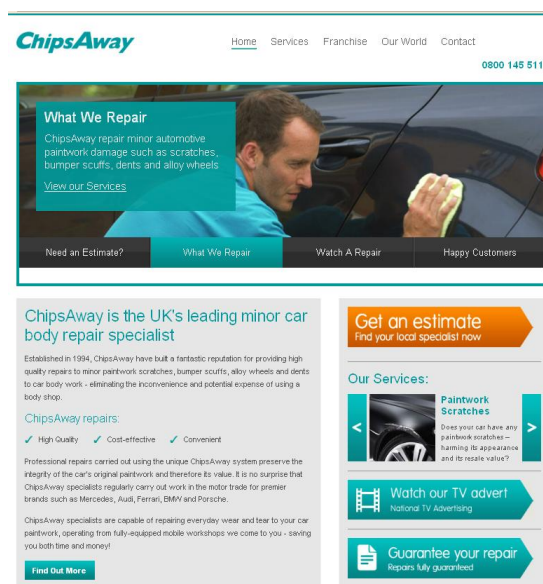 ChipsAway
Home Services Franchise Our World Contact
0800 145 511
What We Repair
ChipsAway repair minor automotive
paintwork damage such as scratches,
bumper scuffs, dents and alloy wheels
View our Services
Need an Estimate? What We Repair Watch A Repair Happy Customers
ChipsAway is the UK's leading minor car
body repair specialist
Established in 1994, ChipsAway have built a fantastic reputation for providing high
quality repairs to minor paintwork scratches, bumper scuffs, alloy wheels and dents
to car body work - eliminating the inconvenience and potential expense of using a
body shop.
ChipsAway repairs:
✓ High Quality ✓ Cost-effective ✓ Convenient
Professional repairs carried out using the unique ChipsAway system preserve the
integrity of the car's original paintwork and therefore its value. It is no surprise that
ChipsAway specialists regularly carry out work in the motor trade for premier
brands such as Mercedes, Audi, Ferrari, BMW and Porsche.
ChipsAway specialists are capable of repairing everyday wear and tear to your car
paintwork, operating from fully-equipped mobile workshops we come to you - saving
you both time and money!
Find Out More
Get an estimate
Find your local specialist now
Our Services:
<
Paintwork
Scratches
Does your car have any
paintwork scratches –
harming its appearance
and its resale value?
>
Watch our TV advert
National TV Advertising
Guarantee your repair
Repairs fully guaranteed